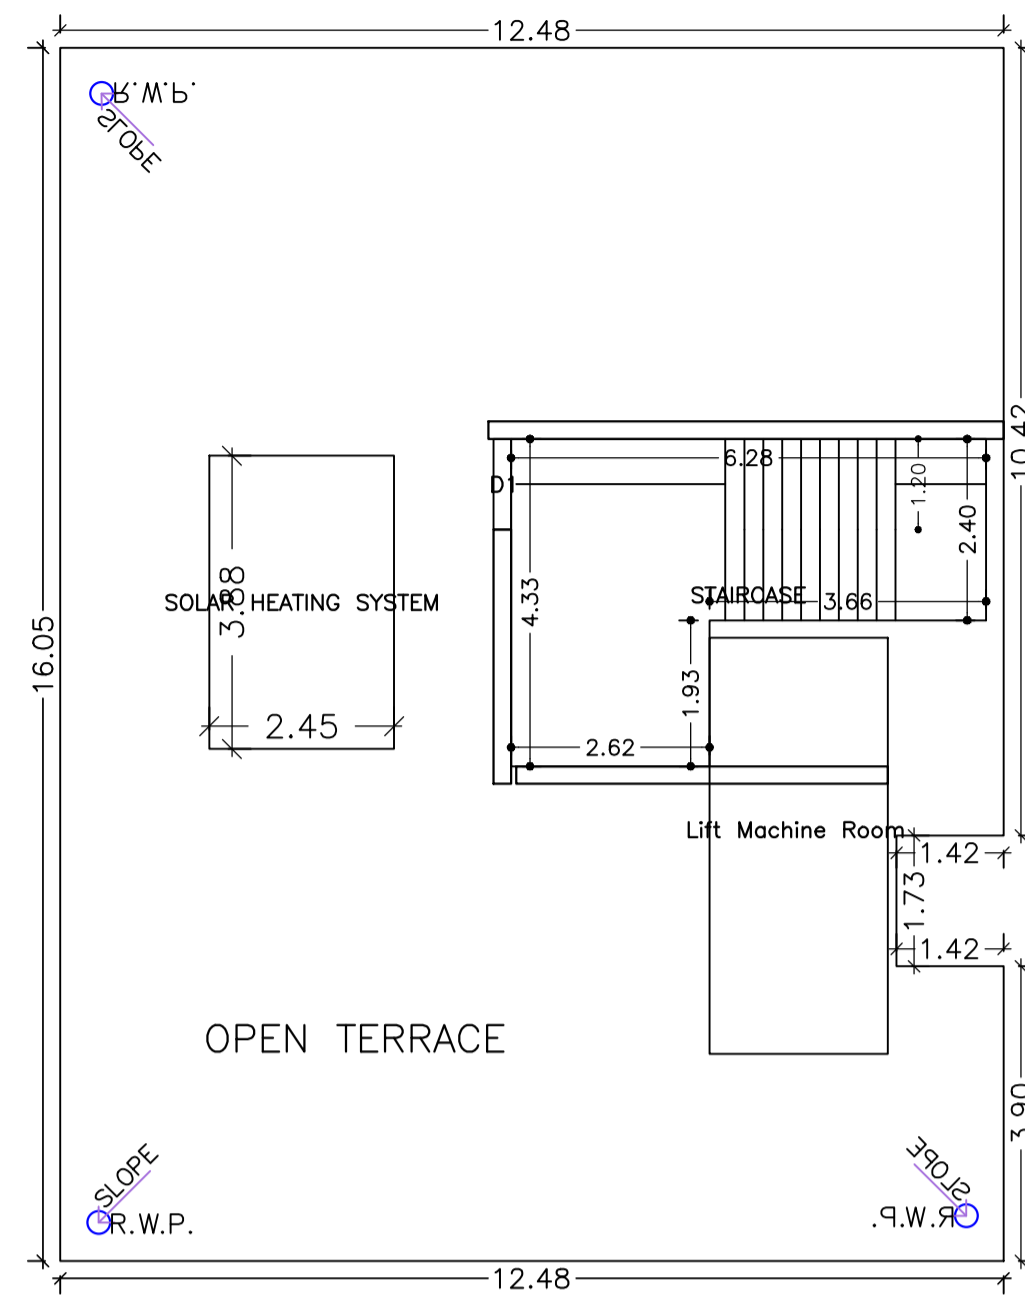 12.48
R.W.P.
SLOPE
10.42
6.28
D1
1.20
2.40
4.33
STAIRCASE
3.66
SOLAR HEATING SYSTEM
3.88
16.05
1.93
2.45
2.62
Lift Machine Room
1.42
1.73
1.42
OPEN TERRACE
3.90
SLOPE
R.W.P.
SLOPE
R.W.P.
12.48